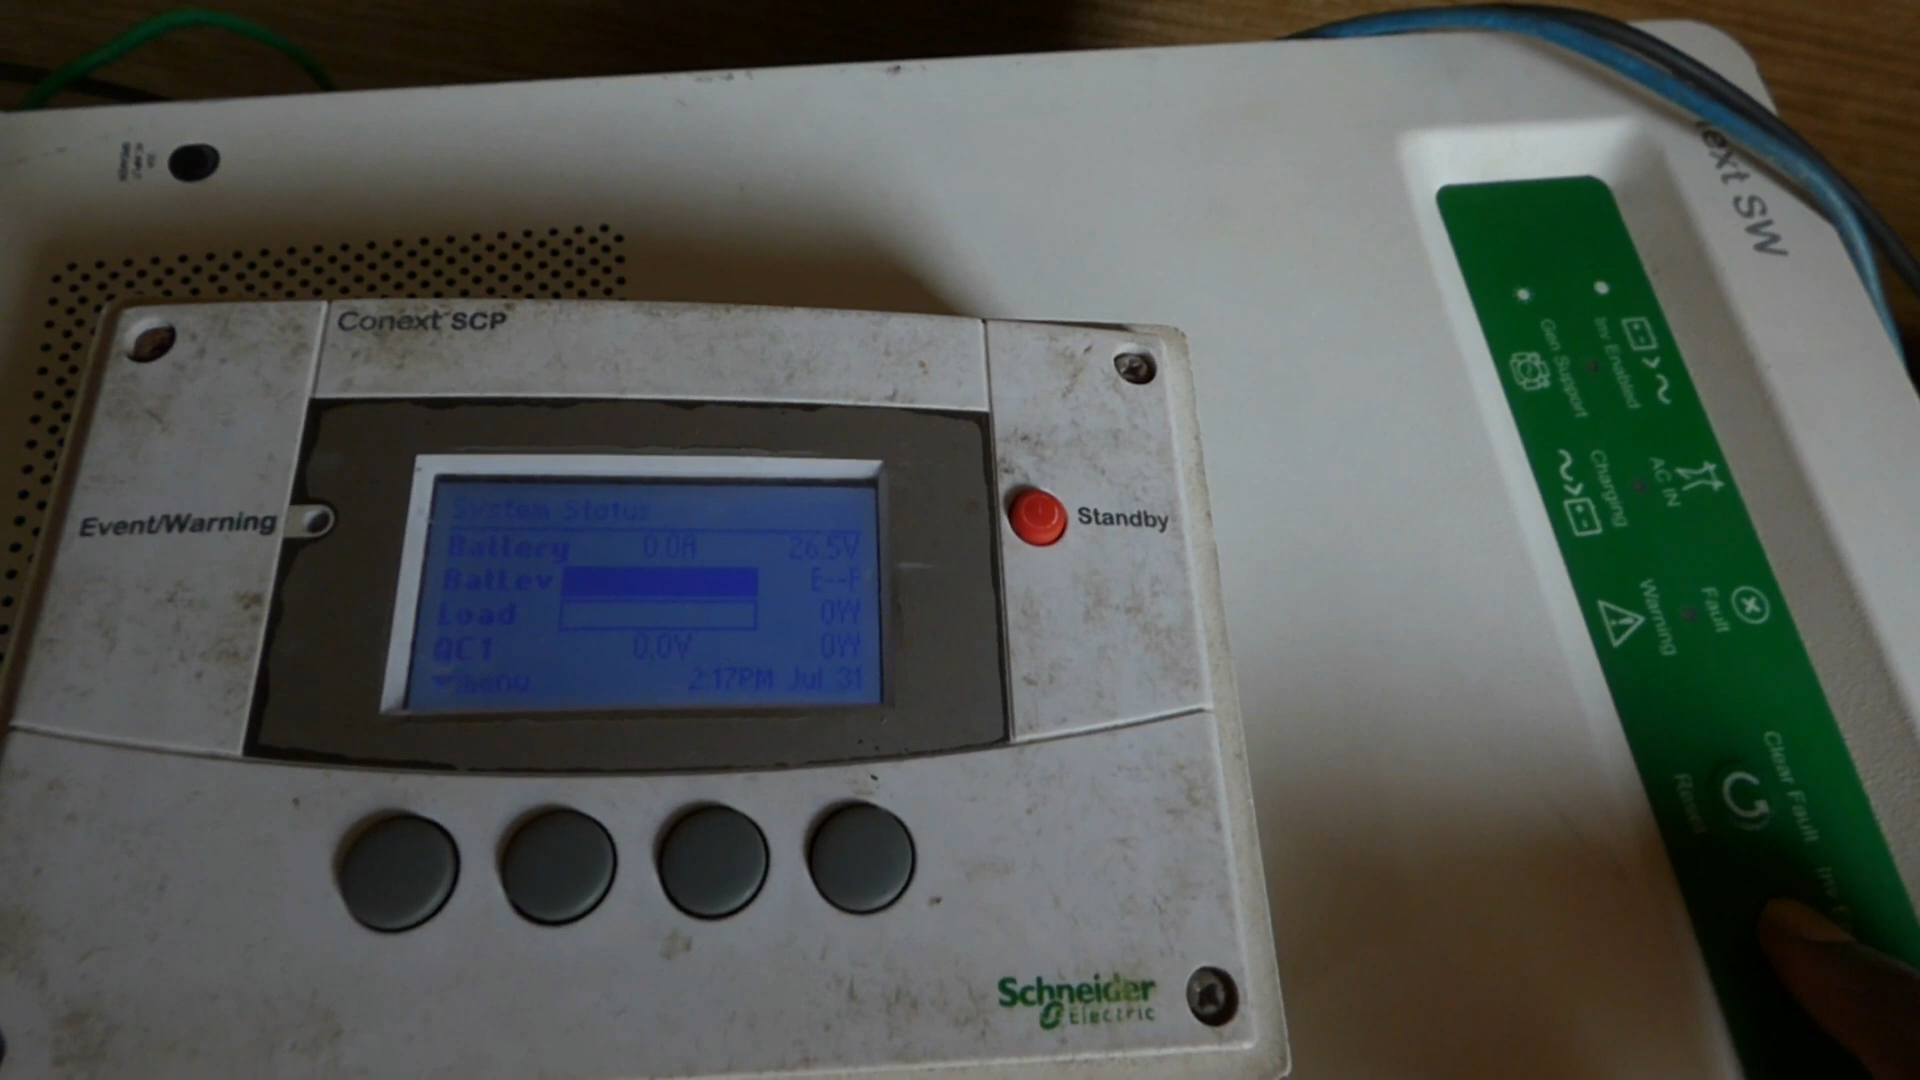 Conext SCP
Event/Warning
Standby
System Status
Battery 0.0A 26.5V
BatLev E--F
Load 0W
AC1 0.0V 0W
menu 2:17PM Jul 31
Schneider
Electric
SW
Inv Enabled
Gen Support
AC IN
Charging
Fault
Warning
Clear Fault
Reset